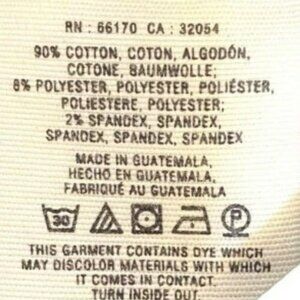 RN : 66170 CA : 32054
90% COTTON, COTON, ALGODÓN,
COTONE, BAUMWOLLE;
8% POLYESTER, POLYESTER, POLIÉSTER,
POLIESTERE, POLYESTER;
2% SPANDEX, SPANDEX,
SPANDEX, SPANDEX, SPANDEX
MADE IN GUATEMALA
HECHO EN GUATEMALA
FABRIQUÉ AU GUATEMALA
30 P
THIS GARMENT CONTAINS DYE WHICH
MAY DISCOLOR MATERIALS WITH WHICH
IT COMES IN CONTACT.
TURN INSIDE OUT.